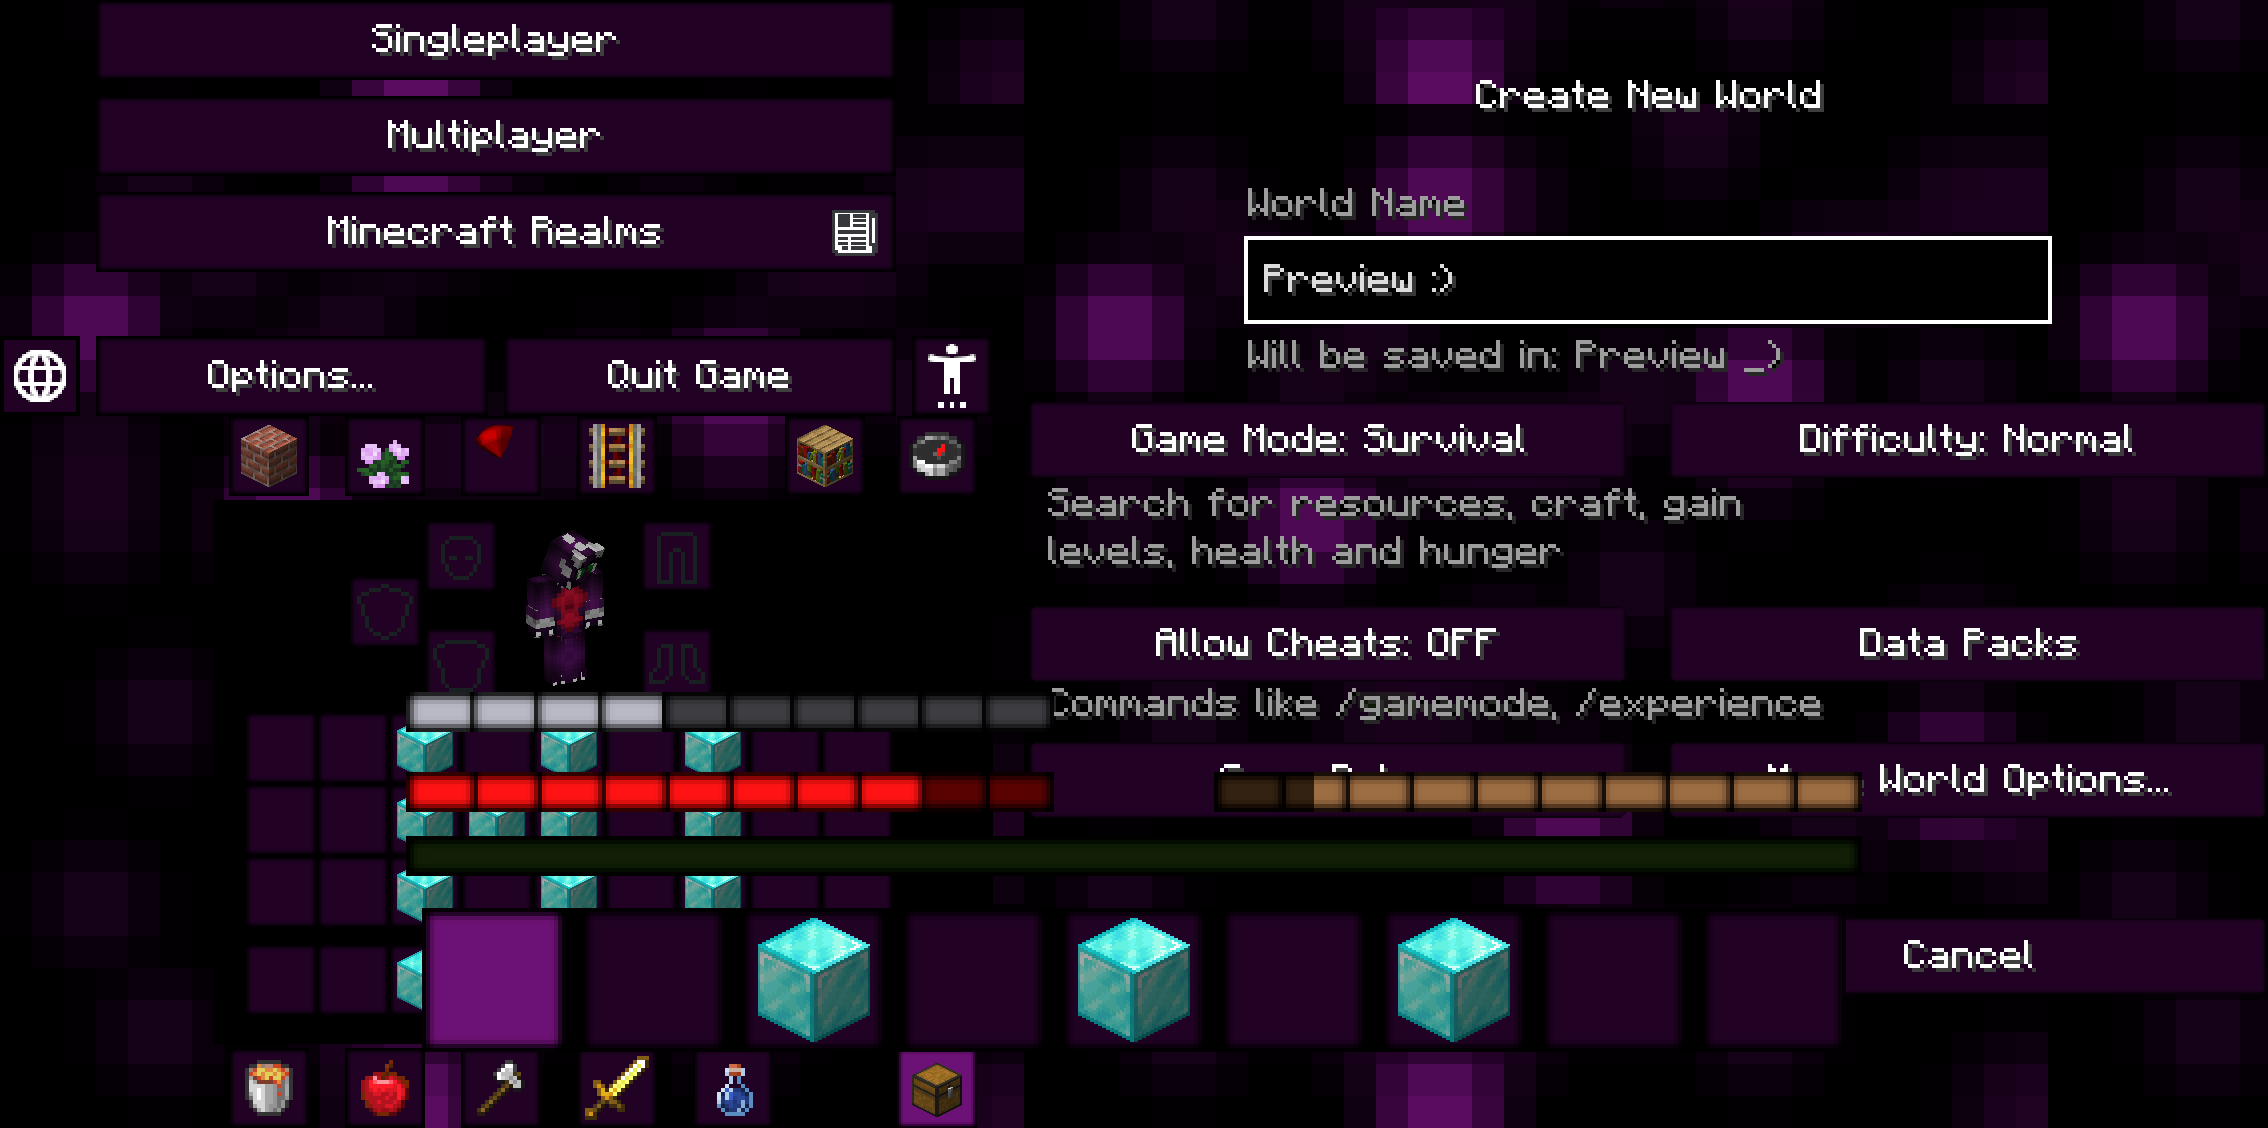 Singleplayer
Multiplayer
Minecraft Realms
Options...
Quit Game
Create New World
World Name
Preview :)
Will be saved in: Preview _)
Game Mode: Survival
Difficulty: Normal
Search for resources, craft, gain
levels, health and hunger
Allow Cheats: OFF
Data Packs
Commands like /gamemode, /experience
World Options...
Cancel